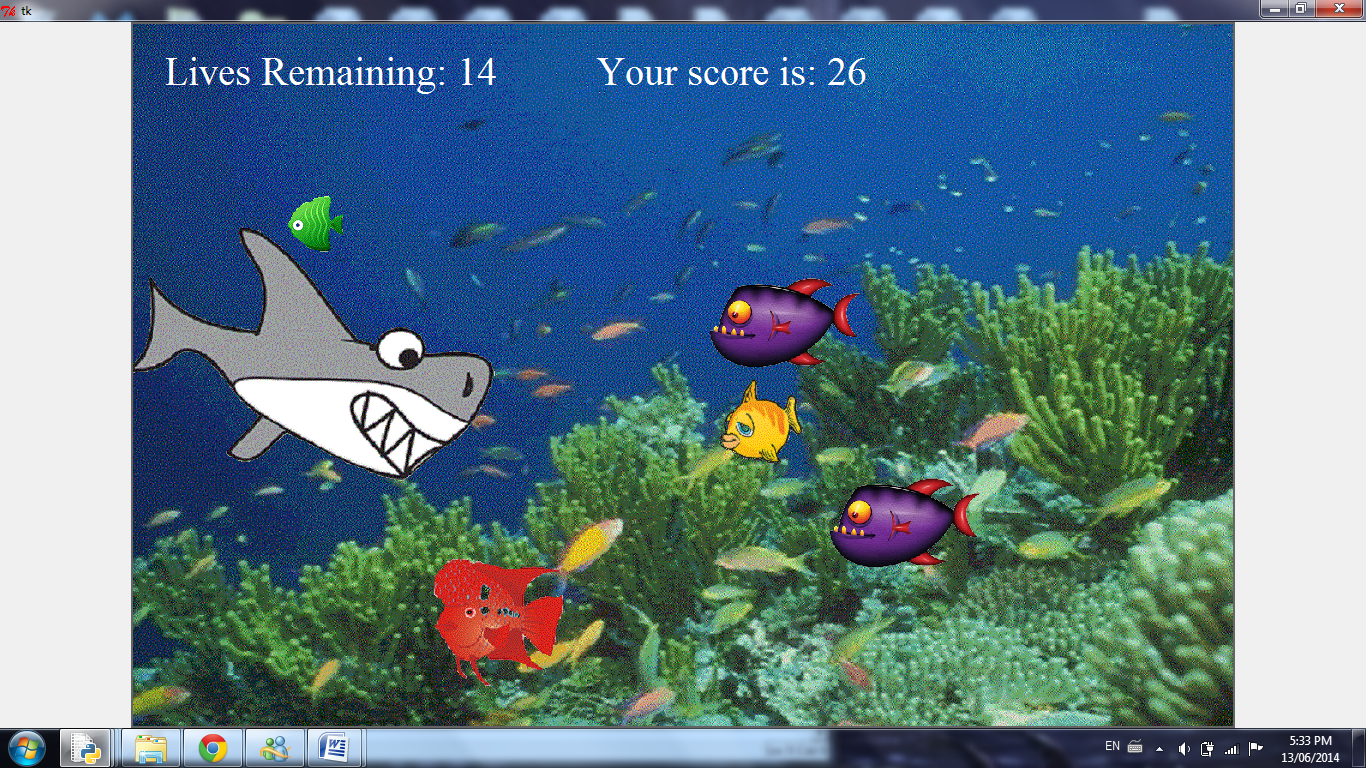 tk
Lives Remaining: 14 Your score is: 26
EN
5:33 PM
13/06/2014